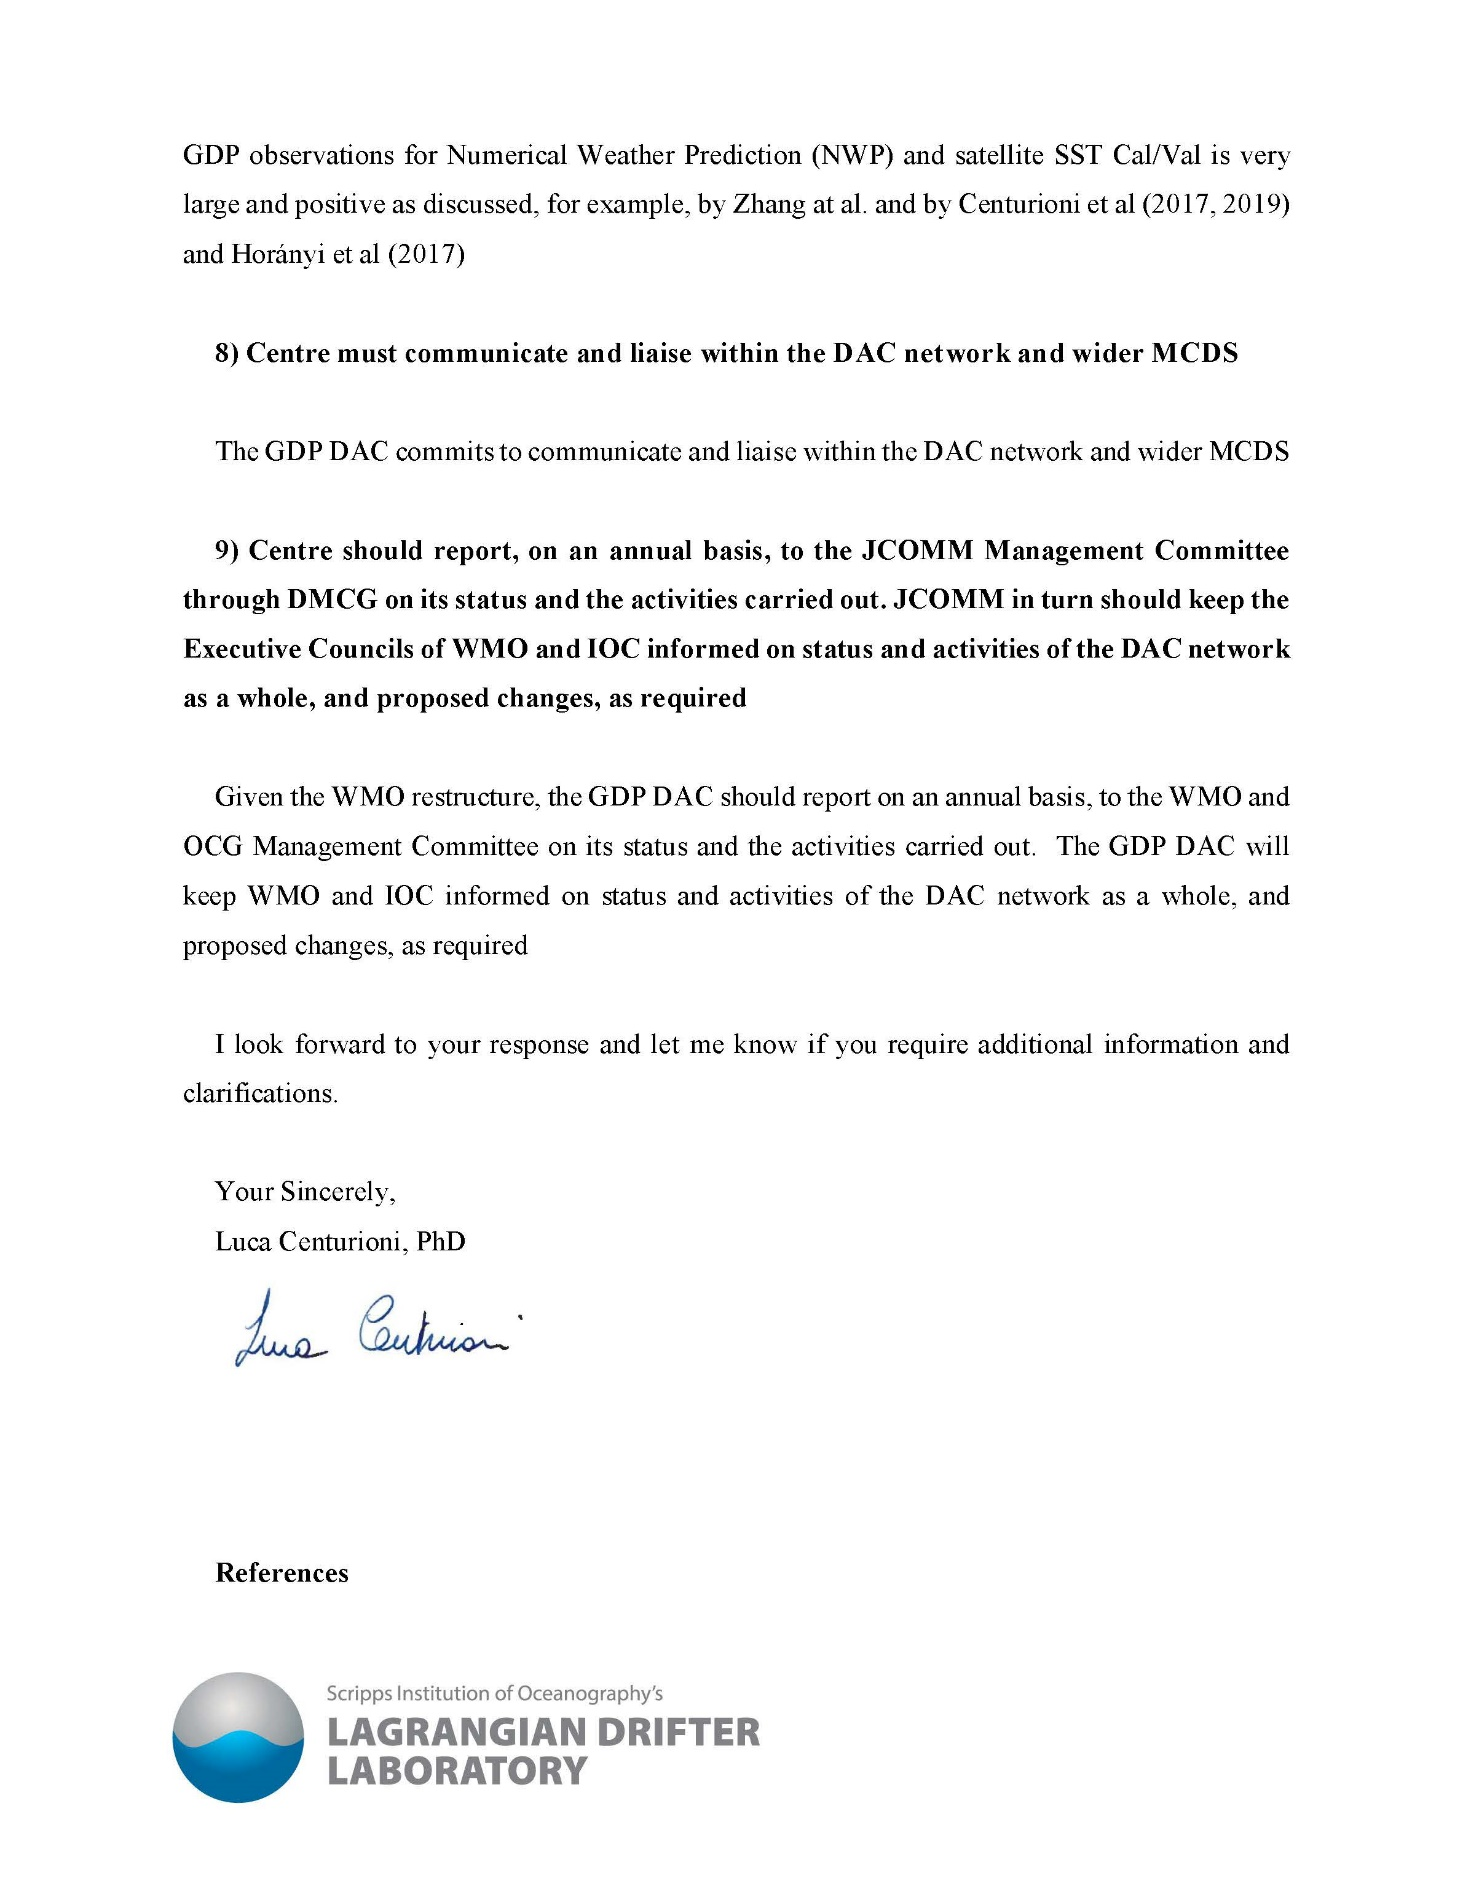 GDP observations for Numerical Weather Prediction (NWP) and satellite SST Cal/Val is very
large and positive as discussed, for example, by Zhang at al. and by Centurioni et al (2017, 2019)
and Horányi et al (2017)
8) Centre must communicate and liaise within the DAC network and wider MCDS
The GDP DAC commits to communicate and liaise within the DAC network and wider MCDS
9) Centre should report, on an annual basis, to the JCOMM Management Committee
through DMCG on its status and the activities carried out. JCOMM in turn should keep the
Executive Councils of WMO and IOC informed on status and activities of the DAC network
as a whole, and proposed changes, as required
Given the WMO restructure, the GDP DAC should report on an annual basis, to the WMO and
OCG Management Committee on its status and the activities carried out. The GDP DAC will
keep WMO and IOC informed on status and activities of the DAC network as a whole, and
proposed changes, as required
I look forward to your response and let me know if you require additional information and
clarifications.
Your Sincerely,
Luca Centurioni, PhD
Luca Centurioni
References
Scripps Institution of Oceanography's
LAGRANGIAN DRIFTER
LABORATORY